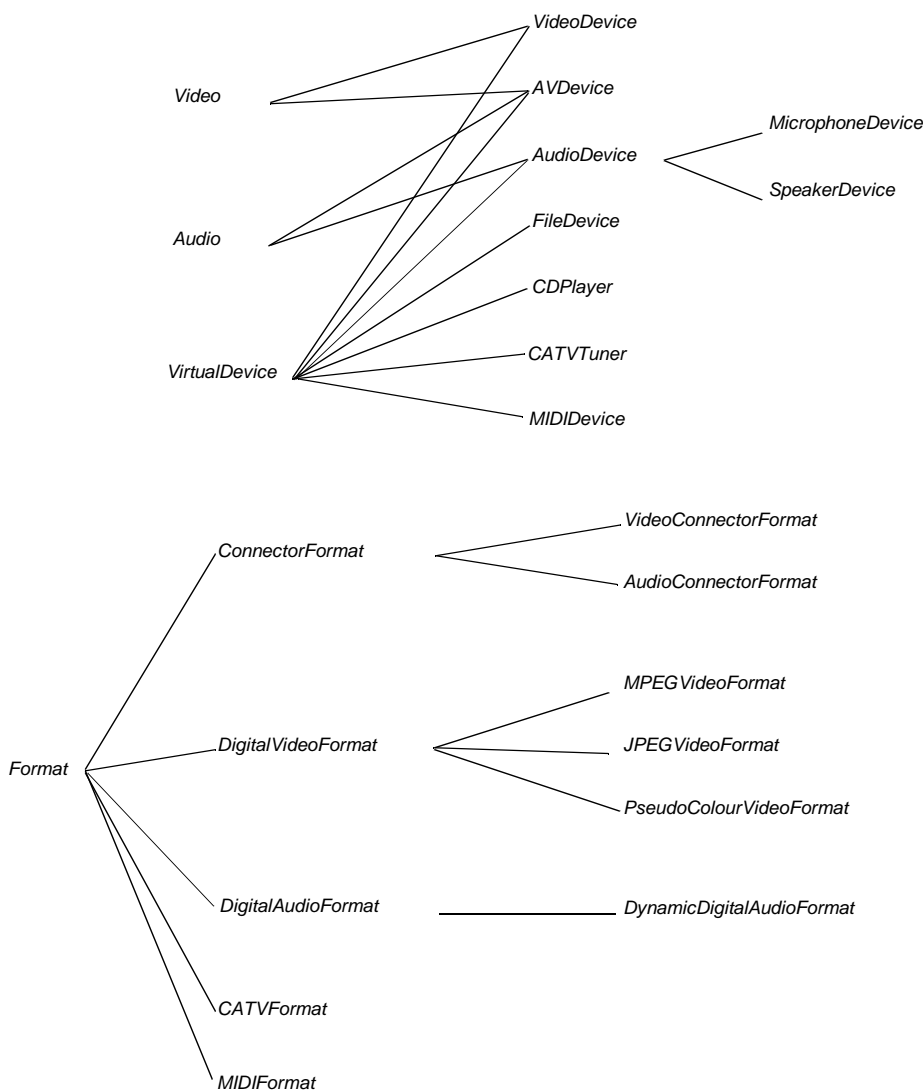 VideoDevice
Video
AVDevice
MicrophoneDevice
AudioDevice
SpeakerDevice
FileDevice
Audio
CDPlayer
CATVTuner
VirtualDevice
MIDIDevice
VideoConnectorFormat
ConnectorFormat
AudioConnectorFormat
MPEGVideoFormat
DigitalVideoFormat
JPEGVideoFormat
Format
PseudoColourVideoFormat
DigitalAudioFormat
DynamicDigitalAudioFormat
CATVFormat
MIDIFormat